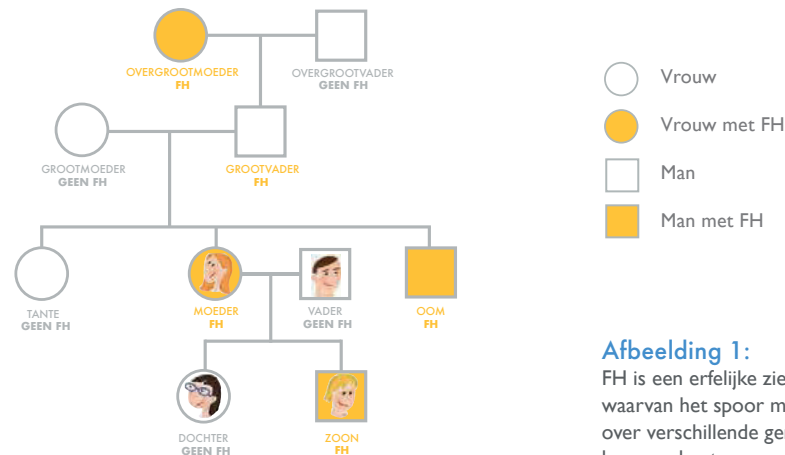 OVERGROOTMOEDER
FH
OVERGROOTVADER
GEEN FH
GROOTMOEDER
GEEN FH
GROOTVADER
FH
TANTE
GEEN FH
MOEDER
FH
VADER
GEEN FH
OOM
FH
DOCHTER
GEEN FH
ZOON
FH
Vrouw
Vrouw met FH
Man
Man met FH
Afbeelding 1:
FH is een erfelijke zie
waarvan het spoor m
over verschillende ge